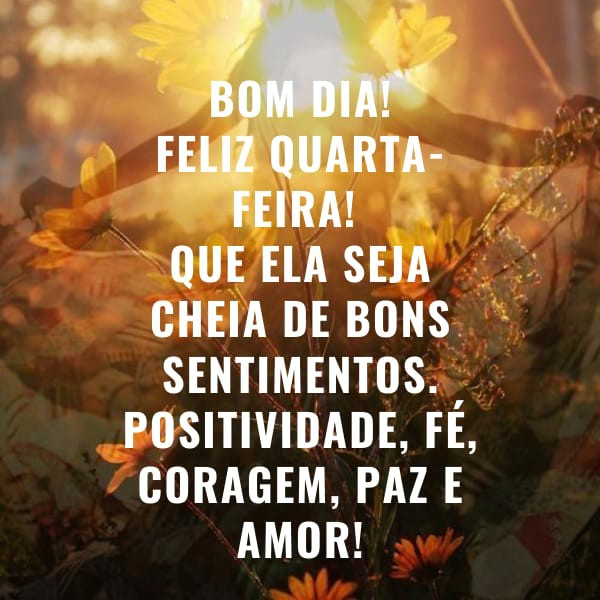 BOM DIA!
FELIZ QUARTA-
FEIRA!
QUE ELA SEJA
CHEIA DE BONS
SENTIMENTOS.
POSITIVIDADE, FÉ,
CORAGEM, PAZ E
AMOR!